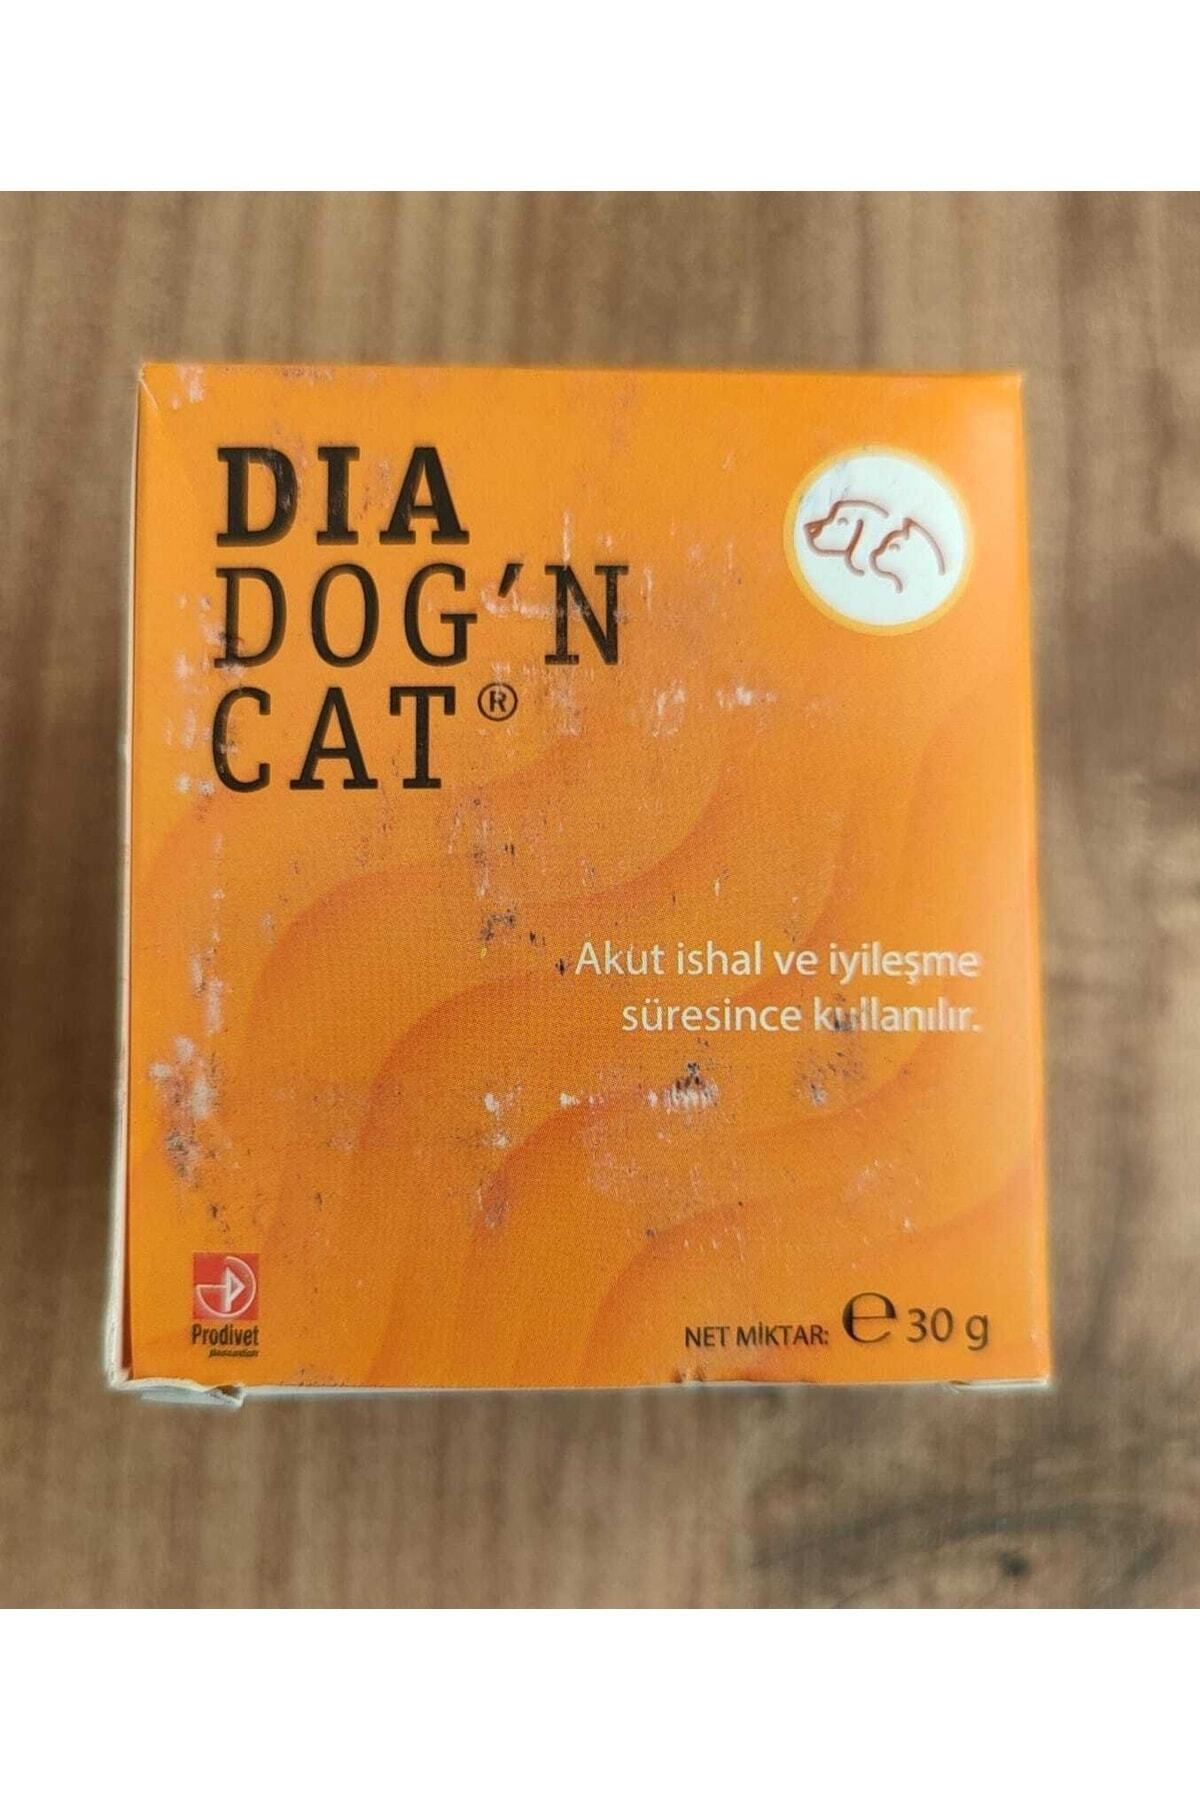 DIA
DOG'N
CAT®
Akut ishal ve iyileşme
süresince kullanılır.
Prodivet
NET MİKTAR: ℮ 30 g